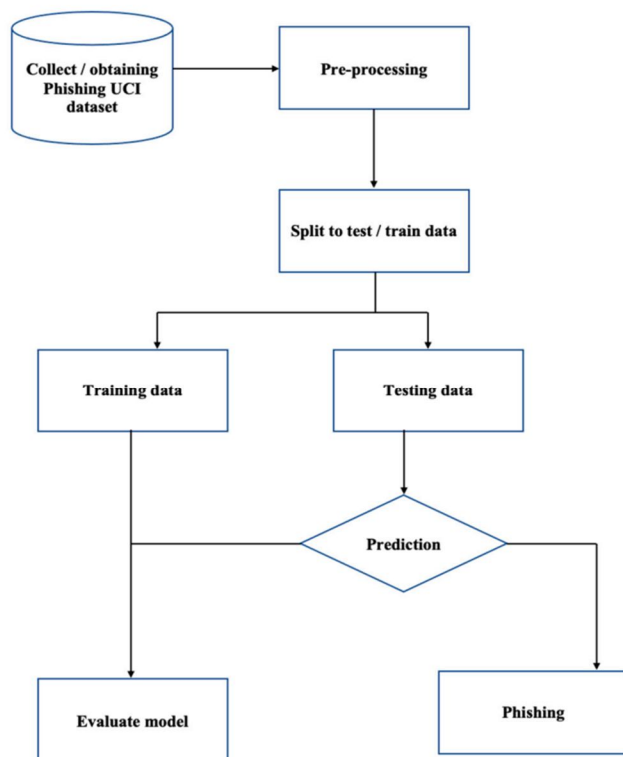 Collect / obtaining
Phishing UCI
dataset
Pre-processing
Split to test / train data
Training data
Testing data
Prediction
Evaluate model
Phishing